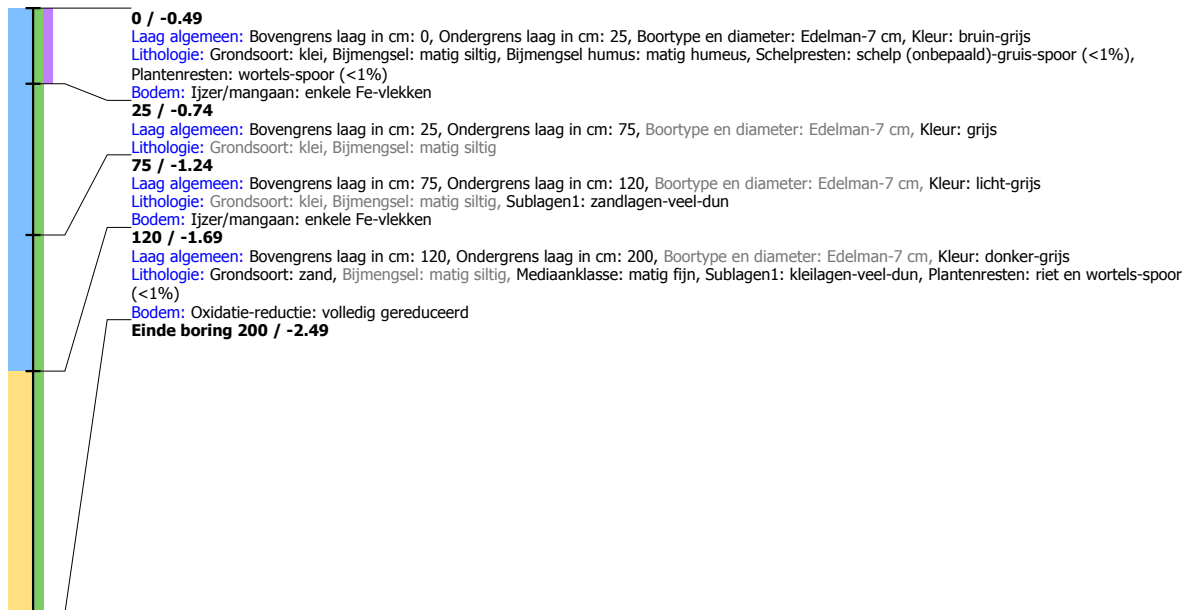 0 / -0.49
Laag algemeen: Bovengrens laag in cm: 0, Ondergrens laag in cm: 25, Boortype en diameter: Edelman-7 cm, Kleur: bruin-grijs
Lithologie: Grondsoort: klei, Bijmengsel: matig siltig, Bijmengsel humus: matig humeus, Schelpresten: schelp (onbepaald)-gruis-spoor (<1%),
Plantenresten: wortels-spoor (<1%)
Bodem: Ijzer/mangaan: enkele Fe-vlekken
25 / -0.74
Laag algemeen: Bovengrens laag in cm: 25, Ondergrens laag in cm: 75, Boortype en diameter: Edelman-7 cm, Kleur: grijs
Lithologie: Grondsoort: klei, Bijmengsel: matig siltig
75 / -1.24
Laag algemeen: Bovengrens laag in cm: 75, Ondergrens laag in cm: 120, Boortype en diameter: Edelman-7 cm, Kleur: licht-grijs
Lithologie: Grondsoort: klei, Bijmengsel: matig siltig, Sublagen1: zandlagen-veel-dun
Bodem: Ijzer/mangaan: enkele Fe-vlekken
120 / -1.69
Laag algemeen: Bovengrens laag in cm: 120, Ondergrens laag in cm: 200, Boortype en diameter: Edelman-7 cm, Kleur: donker-grijs
Lithologie: Grondsoort: zand, Bijmengsel: matig siltig, Mediaanklasse: matig fijn, Sublagen1: kleilagen-veel-dun, Plantenresten: riet en wortels-spoor
(<1%)
Bodem: Oxidatie-reductie: volledig gereduceerd
Einde boring 200 / -2.49